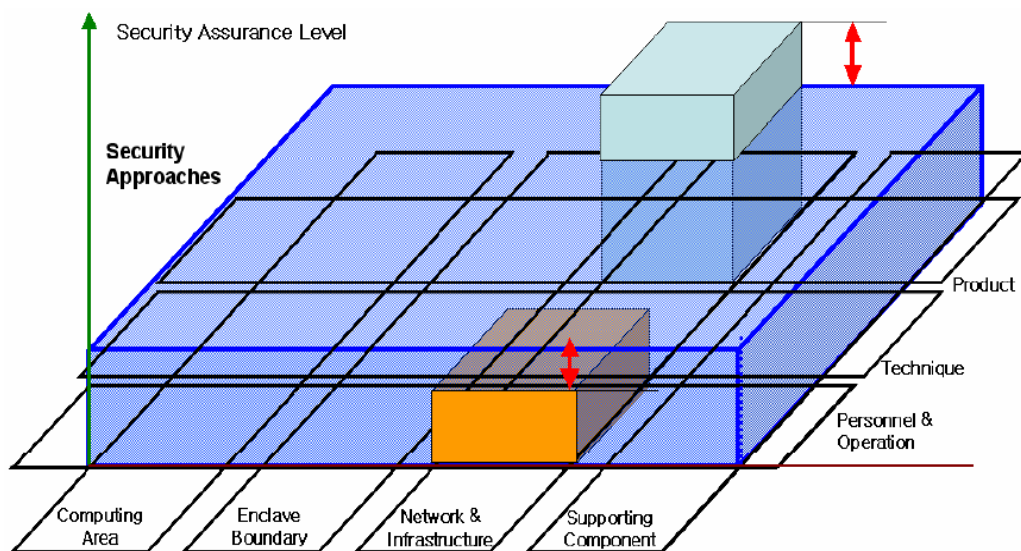 Security Assurance Level
Security
Approaches
Product
Technique
Personnel &
Operation
Computing
Area
Enclave
Boundary
Network &
Infrastructure
Supporting
Component